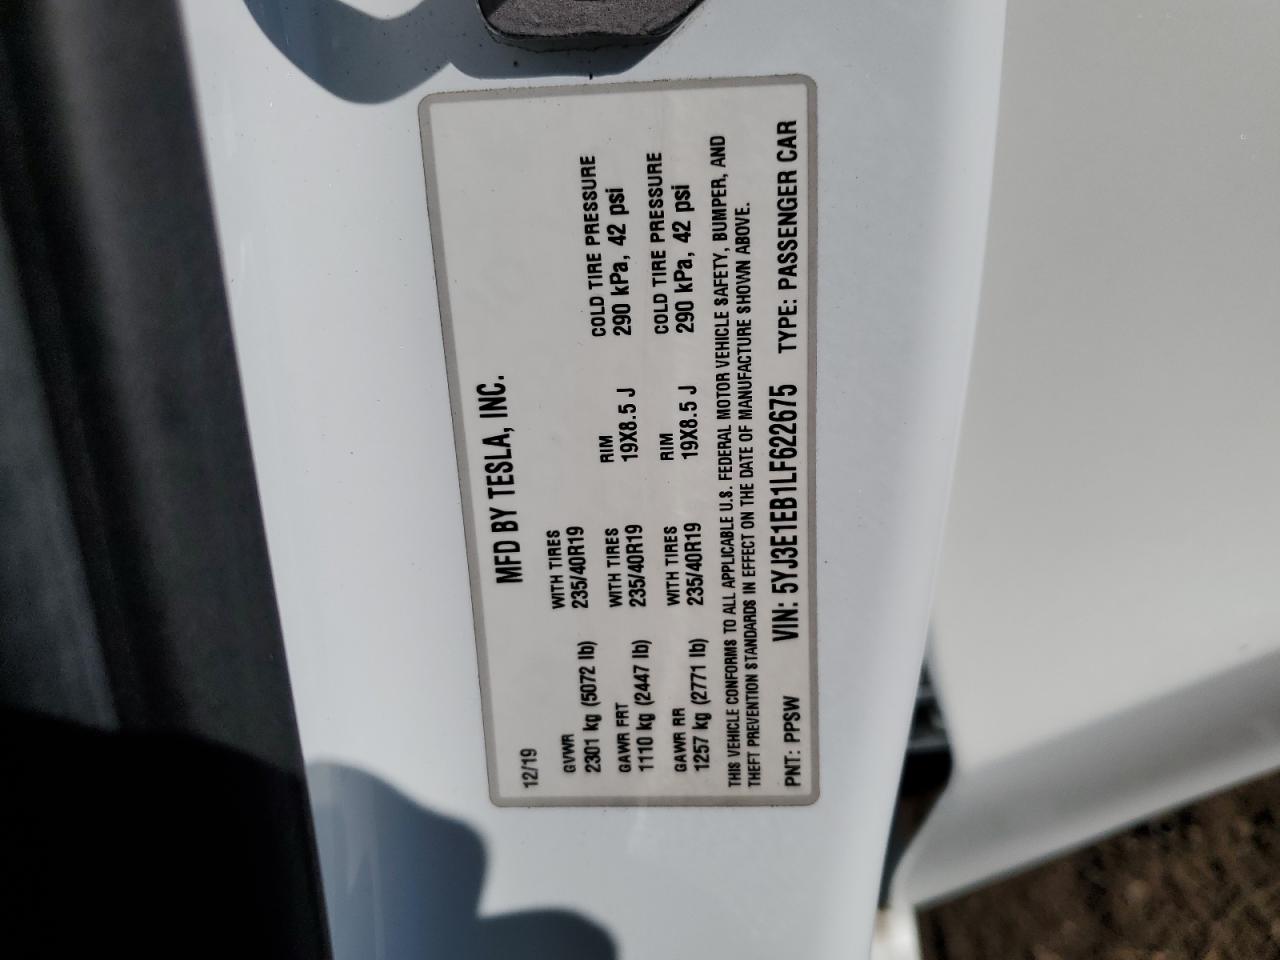 MFD BY TESLA, INC.
12/19
GVWR WITH TIRES
2301 kg (5072 lb) 235/40R19
GAWR FRT WITH TIRES RIM COLD TIRE PRESSURE
1110 kg (2447 lb) 235/40R19 19X8.5 J 290 kPa, 42 psi
GAWR RR WITH TIRES RIM COLD TIRE PRESSURE
1257 kg (2771 lb) 235/40R19 19X8.5 J 290 kPa, 42 psi
THIS VEHICLE CONFORMS TO ALL APPLICABLE U.S. FEDERAL MOTOR VEHICLE SAFETY, BUMPER, AND
THEFT PREVENTION STANDARDS IN EFFECT ON THE DATE OF MANUFACTURE SHOWN ABOVE.
PNT: PPSW VIN: 5YJ3E1EB1LF622675 TYPE: PASSENGER CAR